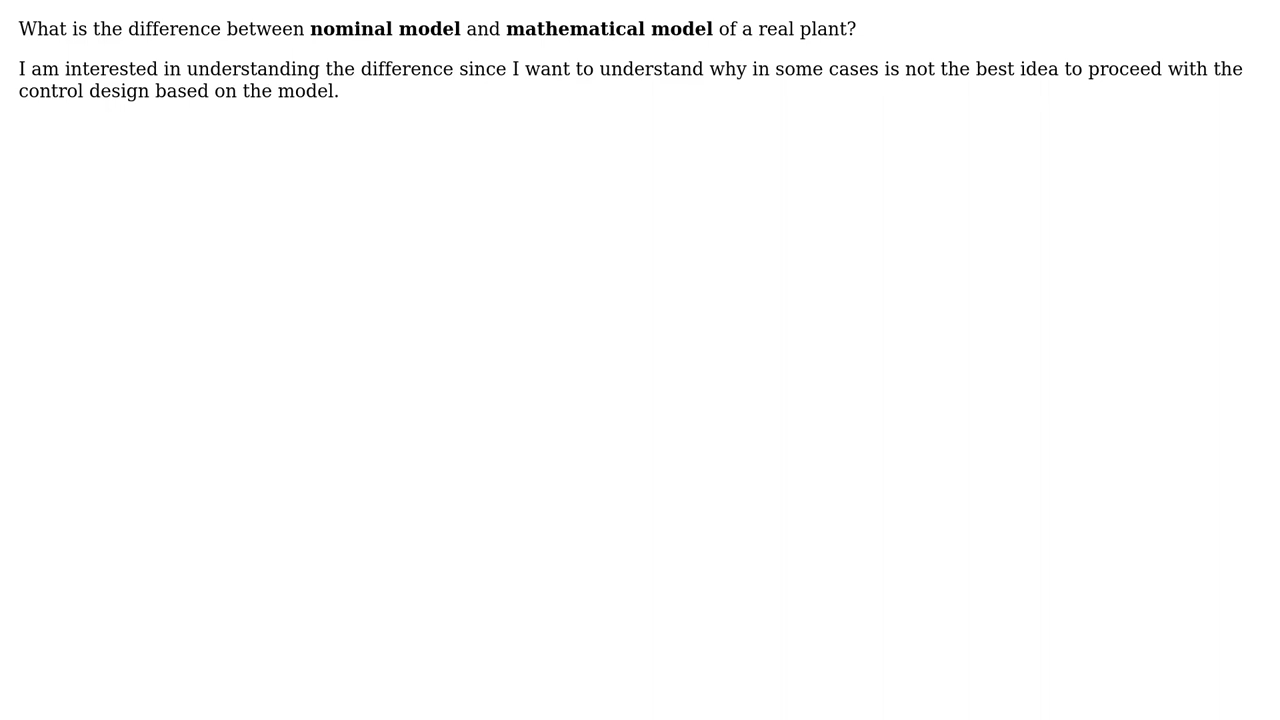 What is the difference between nominal model and mathematical model of a real plant?
I am interested in understanding the difference since I want to understand why in some cases is not the best idea to proceed with the
control design based on the model.